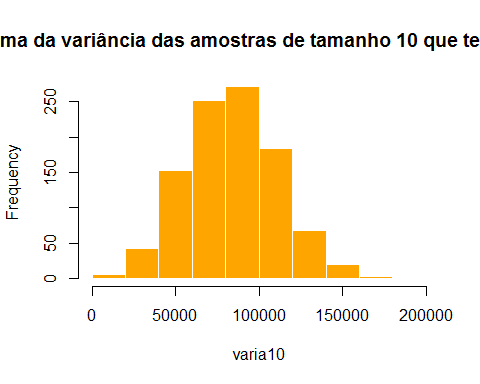 ma da variância das amostras de tamanho 10 que te
Frequency
250
150
50
0
0 50000 100000 150000 200000
varia10